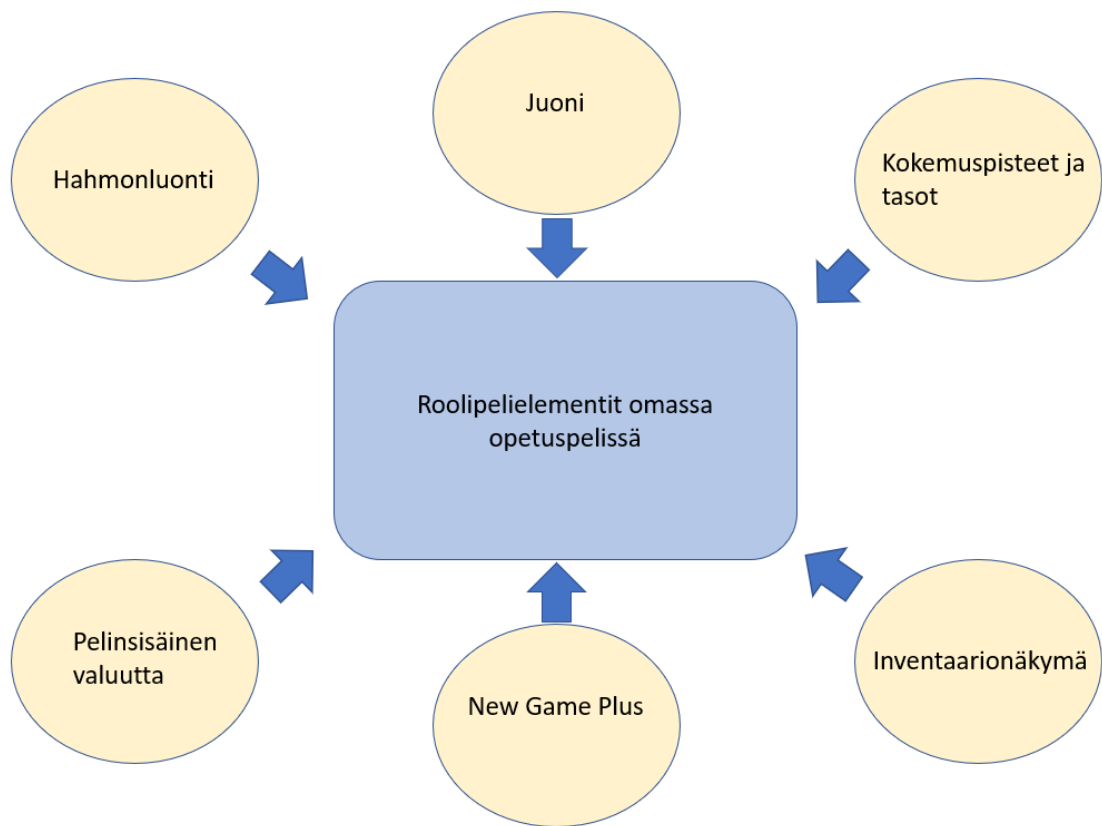 Juoni
Hahmonluonti
Kokemuspisteet ja
tasot
Roolipelielementit omassa
opetuspelissä
Pelinsisäinen
valuutta
New Game Plus
Inventaarionäkymä